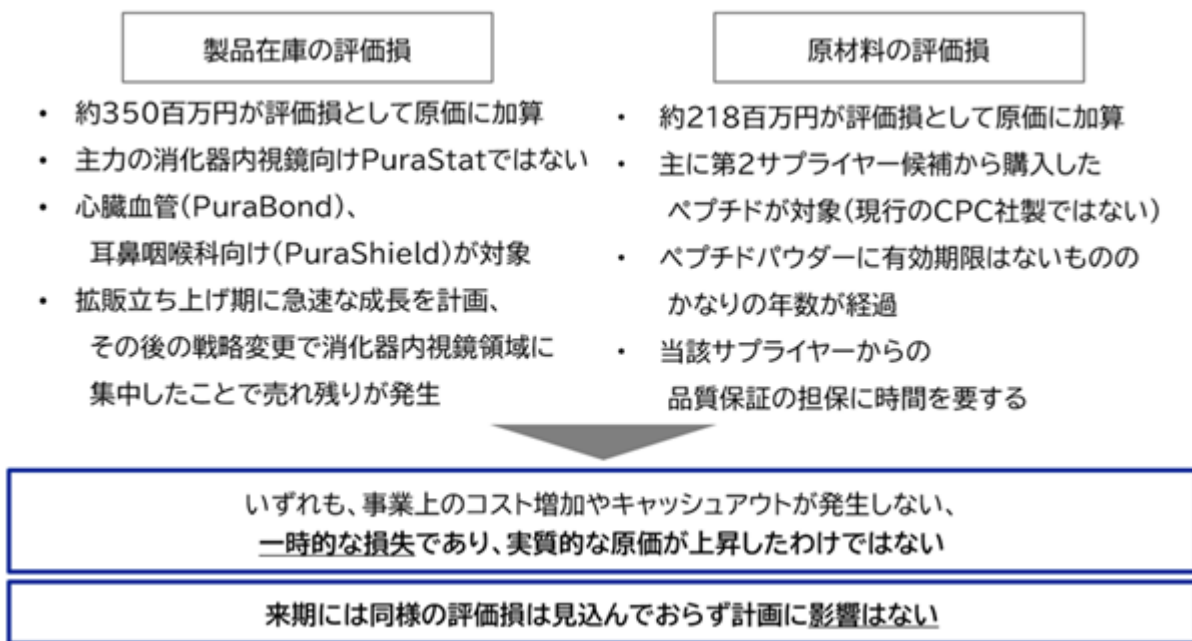 製品在庫の評価損
• 約350百万円が評価損として原価に加算
• 主力の消化器内視鏡向けPuraStatではない
• 心臓血管(PuraBond)、
耳鼻咽喉科向け(PuraShield)が対象
• 拡販立ち上げ期に急速な成長を計画、
その後の戦略変更で消化器内視鏡領域に
集中したことで売れ残りが発生
原材料の評価損
• 約218百万円が評価損として原価に加算
• 主に第2サプライヤー候補から購入した
ペプチドが対象(現行のCPC社製ではない)
• ペプチドパウダーに有効期限はないものの
かなりの年数が経過
• 当該サプライヤーからの
品質保証の担保に時間を要する
いずれも、事業上のコスト増加やキャッシュアウトが発生しない、
一時的な損失であり、実質的な原価が上昇したわけではない
来期には同様の評価損は見込んでおらず計画に影響はない